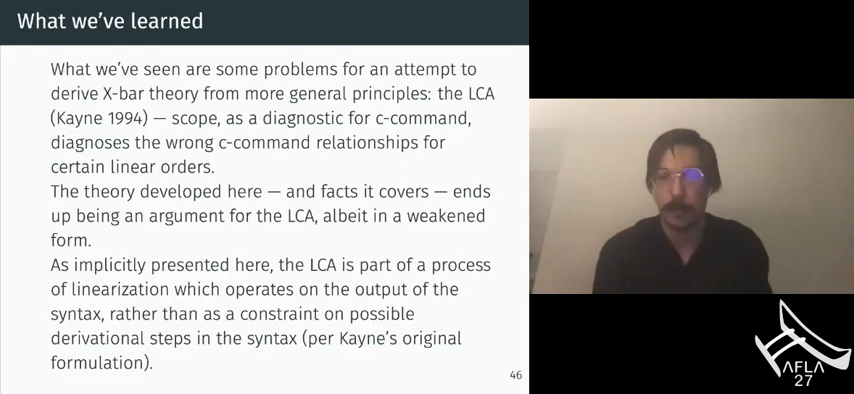 What we've learned
What we've seen are some problems for an attempt to
derive X-bar theory from more general principles: the LCA
(Kayne 1994) — scope, as a diagnostic for c-command,
diagnoses the wrong c-command relationships for
certain linear orders.
The theory developed here — and facts it covers — ends
up being an argument for the LCA, albeit in a weakened
form.
As implicitly presented here, the LCA is part of a process
of linearization which operates on the output of the
syntax, rather than as a constraint on possible
derivational steps in the syntax (per Kayne's original
formulation).
46
AFLA
27